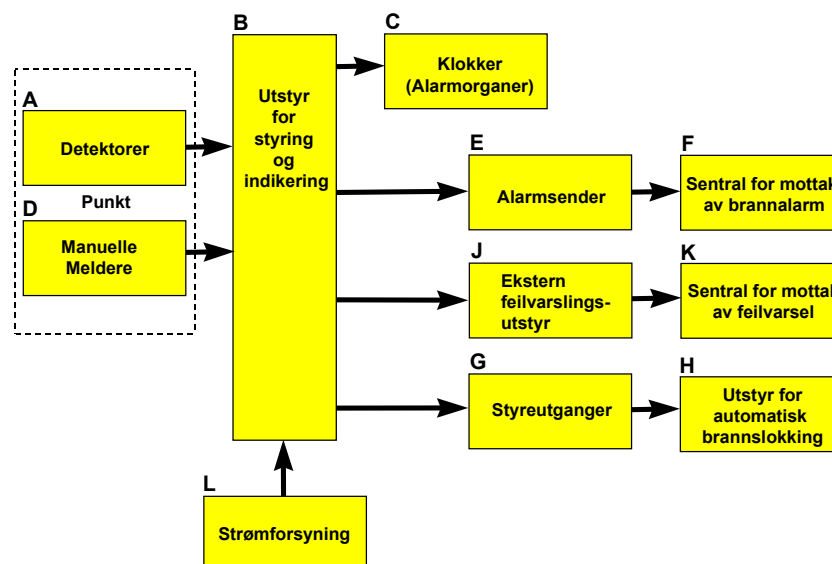 B
Utstyr
for
styring
og
indikering
C
Klokker
(Alarmorganer)
A
Detektorer
Punkt
D
Manuelle
Meldere
E
Alarmsender
F
Sentral for mottak
av brannalarm
J
Ekstern
feilvarslings-
utstyr
K
Sentral for mottak
av feilvarsel
G
Styreutganger
H
Utstyr for
automatisk
brannslokking
L
Strømforsyning